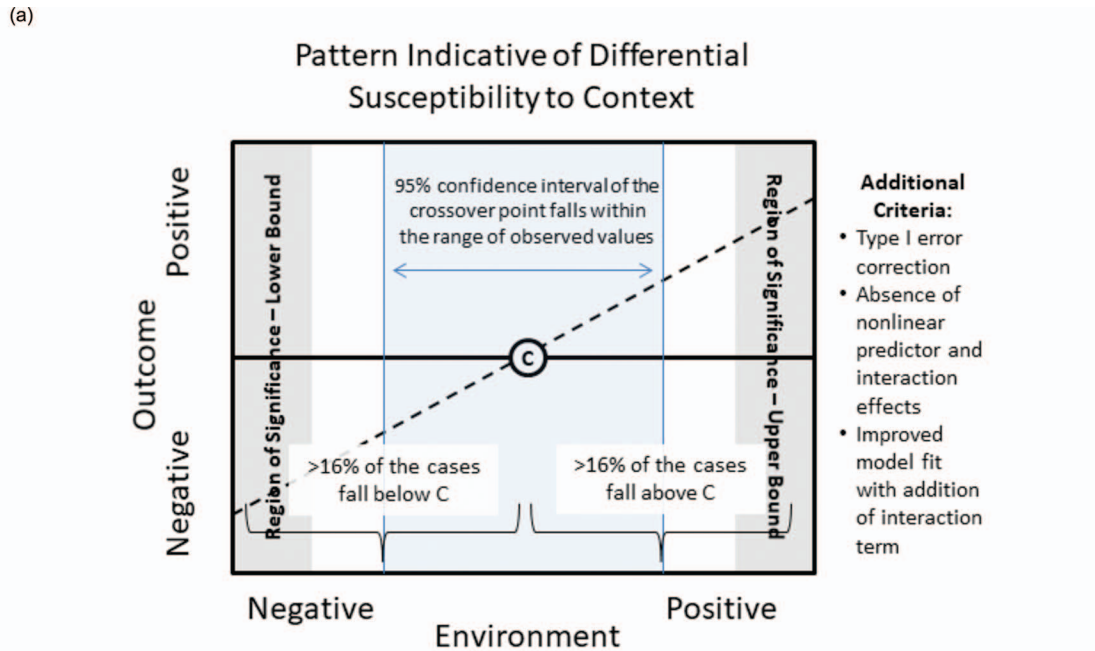 (a)
Pattern Indicative of Differential
Susceptibility to Context
Positive
Outcome
Negative
Region of Significance – Lower Bound
95% confidence interval of the
crossover point falls within
the range of observed values
Region of Significance – Upper Bound
C
>16% of the cases
fall below C
>16% of the cases
fall above C
Negative
Positive
Environment
Additional
Criteria:
• Type I error
correction
• Absence of
nonlinear
predictor and
interaction
effects
• Improved
model fit
with addition
of interaction
term